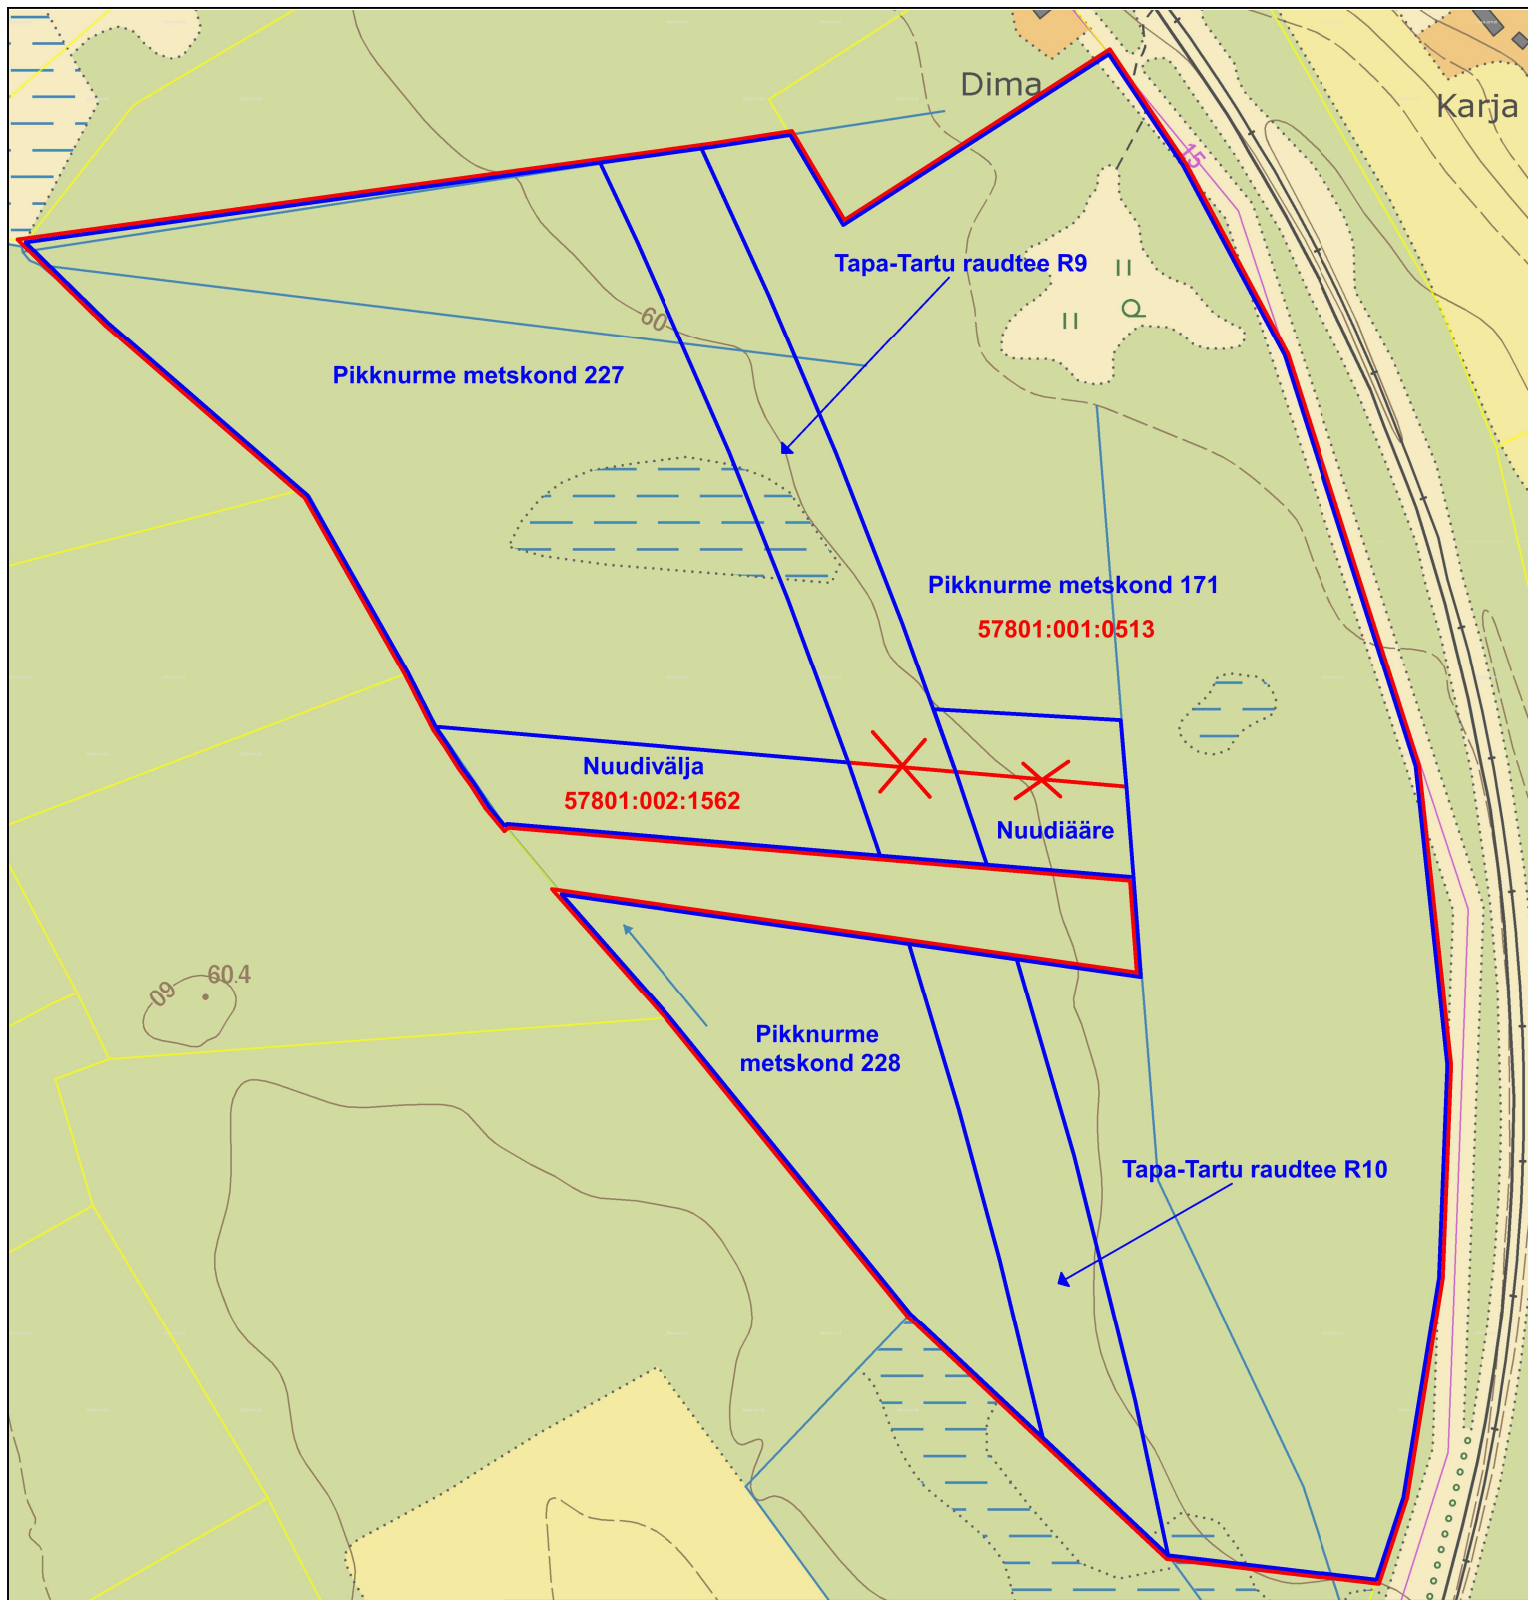 Dima
Karja
15
Tapa-Tartu raudtee R9
60
Pikknurme metskond 227
Pikknurme metskond 171
57801:001:0513
Nuudivälja
57801:002:1562
Nuudiääre
60.4
60
Pikknurme
metskond 228
Tapa-Tartu raudtee R10